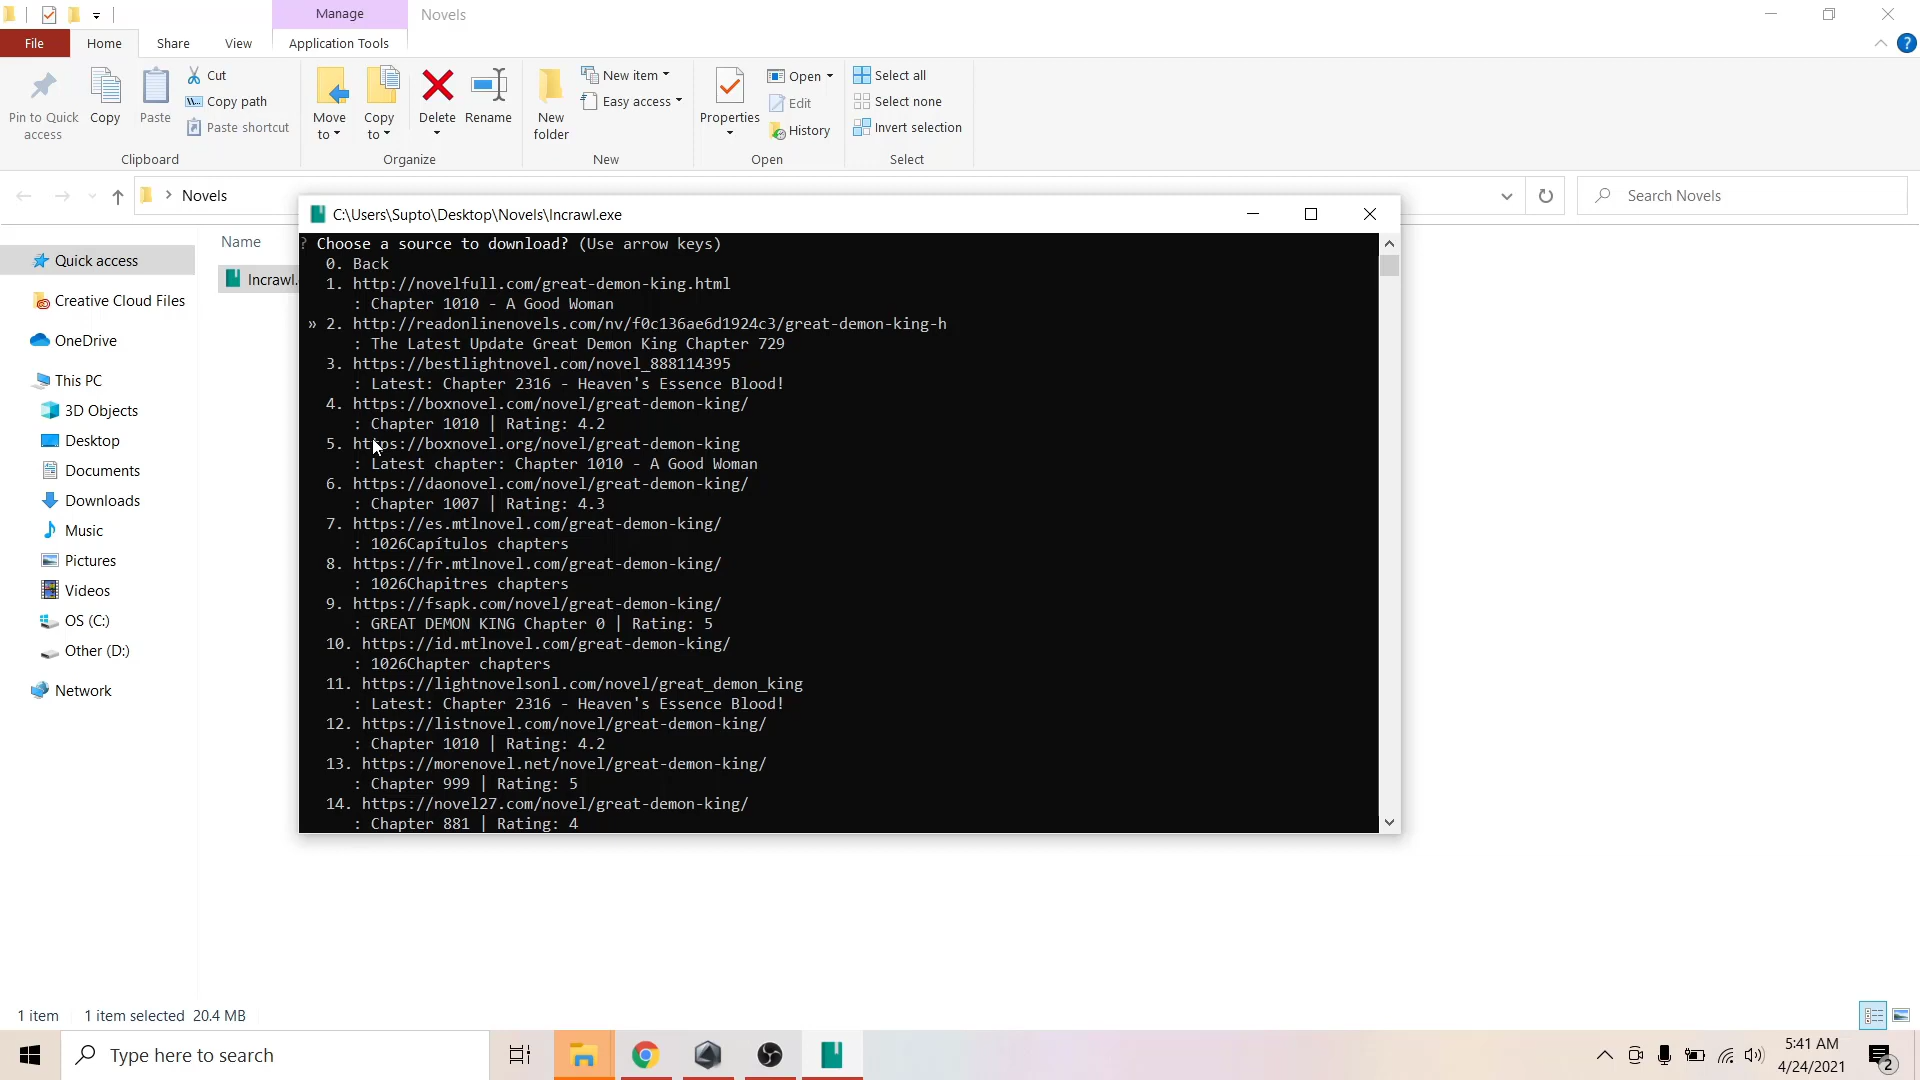 Manage
Novels
File
Home
Share
View
Application Tools
Pin to Quick access
Copy
Paste
Cut
Copy path
Paste shortcut
Clipboard
Move to
Copy to
Delete
Rename
Organize
New folder
New item
Easy access
New
Properties
Open
Edit
History
Open
Select all
Select none
Invert selection
Select
Novels
Search Novels
Name
lncrawl.
Quick access
Creative Cloud Files
OneDrive
This PC
3D Objects
Desktop
Documents
Downloads
Music
Pictures
Videos
OS (C:)
Other (D:)
Network
C:\Users\Supto\Desktop\Novels\lncrawl.exe
? Choose a source to download? (Use arrow keys)
0. Back
1. http://novelfull.com/great-demon-king.html
: Chapter 1010 - A Good Woman
» 2. http://readonlinenovels.com/nv/f0c136ae6d1924c3/great-demon-king-h
: The Latest Update Great Demon King Chapter 729
3. https://bestlightnovel.com/novel_888114395
: Latest: Chapter 2316 - Heaven's Essence Blood!
4. https://boxnovel.com/novel/great-demon-king/
: Chapter 1010 | Rating: 4.2
5. https://boxnovel.org/novel/great-demon-king
: Latest chapter: Chapter 1010 - A Good Woman
6. https://daonovel.com/novel/great-demon-king/
: Chapter 1007 | Rating: 4.3
7. https://es.mtlnovel.com/great-demon-king/
: 1026Capítulos chapters
8. https://fr.mtlnovel.com/great-demon-king/
: 1026Chapitres chapters
9. https://fsapk.com/novel/great-demon-king/
: GREAT DEMON KING Chapter 0 | Rating: 5
10. https://id.mtlnovel.com/great-demon-king/
: 1026Chapter chapters
11. https://lightnovelsonl.com/novel/great_demon_king
: Latest: Chapter 2316 - Heaven's Essence Blood!
12. https://listnovel.com/novel/great-demon-king/
: Chapter 1010 | Rating: 4.2
13. https://morenovel.net/novel/great-demon-king/
: Chapter 999 | Rating: 5
14. https://novel27.com/novel/great-demon-king/
: Chapter 881 | Rating: 4
1 item
1 item selected 20.4 MB
Type here to search
5:41 AM
4/24/2021
2